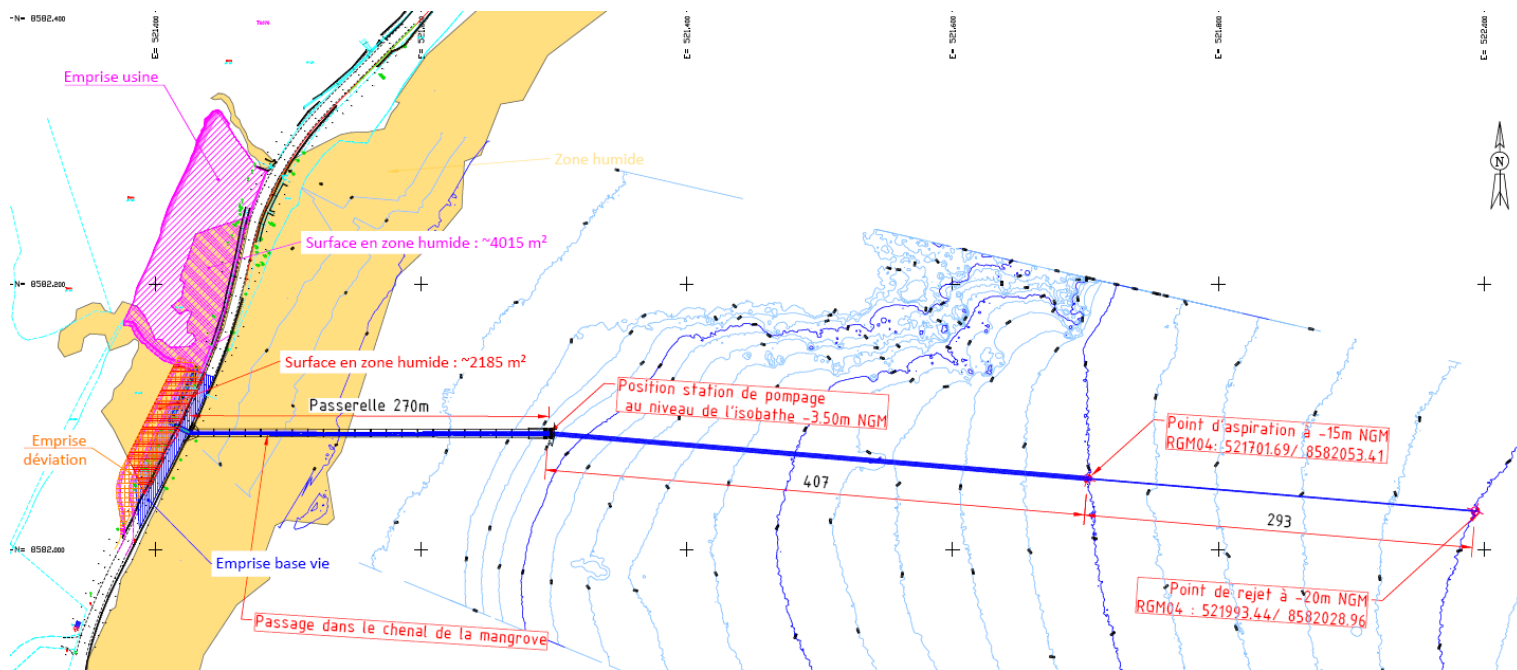 N= 8582.400
E= 521.000
Terre
E= 521.400
E= 521.600
E= 521.800
E= 522.000
Emprise usine
N
Zone humide
Surface en zone humide : ~4015 m²
N= 8582.200
Surface en zone humide : ~2185 m²
Passerelle 270m
Position station de pompage
au niveau de l'isobathe -3.50m NGM
Emprise
déviation
Point d'aspiration à -15m NGM
RGM04: 521701.69/ 8582053.41
407
293
N= 8582.000
Emprise base vie
Point de rejet à -20m NGM
RGM04 : 521993.44/ 8582028.96
Passage dans le chenal de la mangrove